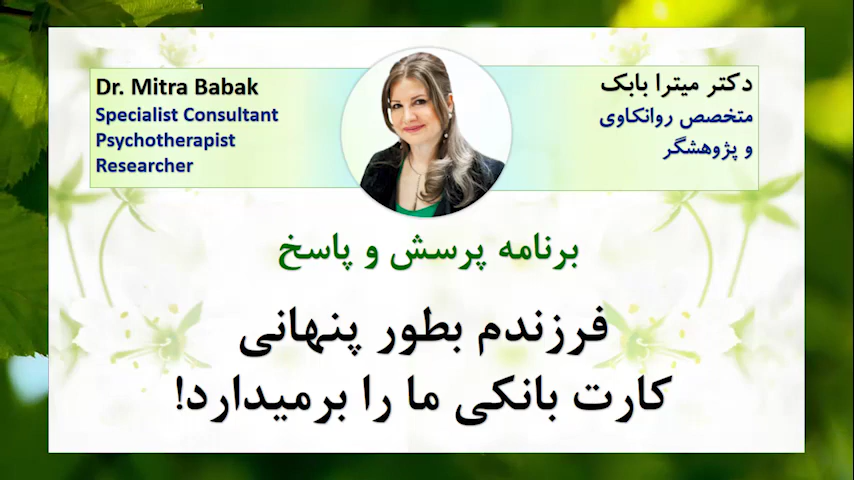 Dr. Mitra Babak
Specialist Consultant
Psychotherapist
Researcher
دکتر میترا بابک
متخصص روانکاوی
و پژوهشگر
برنامه پرسش و پاسخ
فرزندم بطور پنهانی
کارت بانکی ما را برمیدارد!